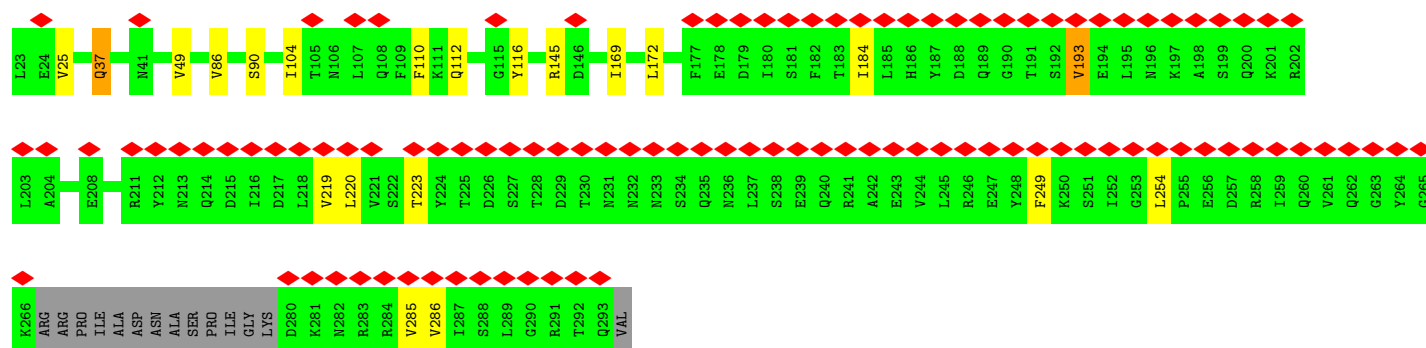 L23 E24 V25 Q37 N41 V49 V86 S90 I104 T105 N106 L107 Q108 F109 F110 K111 Q112 G115 Y116 R145 D146 I169 L172 F177 E178 D179 I180 S181 F182 T183 I184 L185 H186 Y187 D188 Q189 G190 T191 S192 V193 E194 L195 N196 K197 A198 S199 Q200 K201 R202
L203 A204 E208 R211 Y212 N213 Q214 D215 I216 D217 L218 V219 L220 V221 S222 T223 Y224 T225 D226 S227 T228 D229 T230 N231 N232 N233 S234 Q235 N236 L237 S238 E239 Q240 R241 A242 E243 V244 L245 R246 E247 Y248 F249 K250 S251 I252 G253 L254 P255 E256 D257 R258 I259 Q260 V261 Q262 G263 Y264 G265
K266 ARG ARG PRO ILE ALA ASP ASN ALA SER PRO ILE GLY LYS D280 K281 N282 R283 R284 V285 V286 I287 S288 L289 G290 R291 T292 Q293 VAL